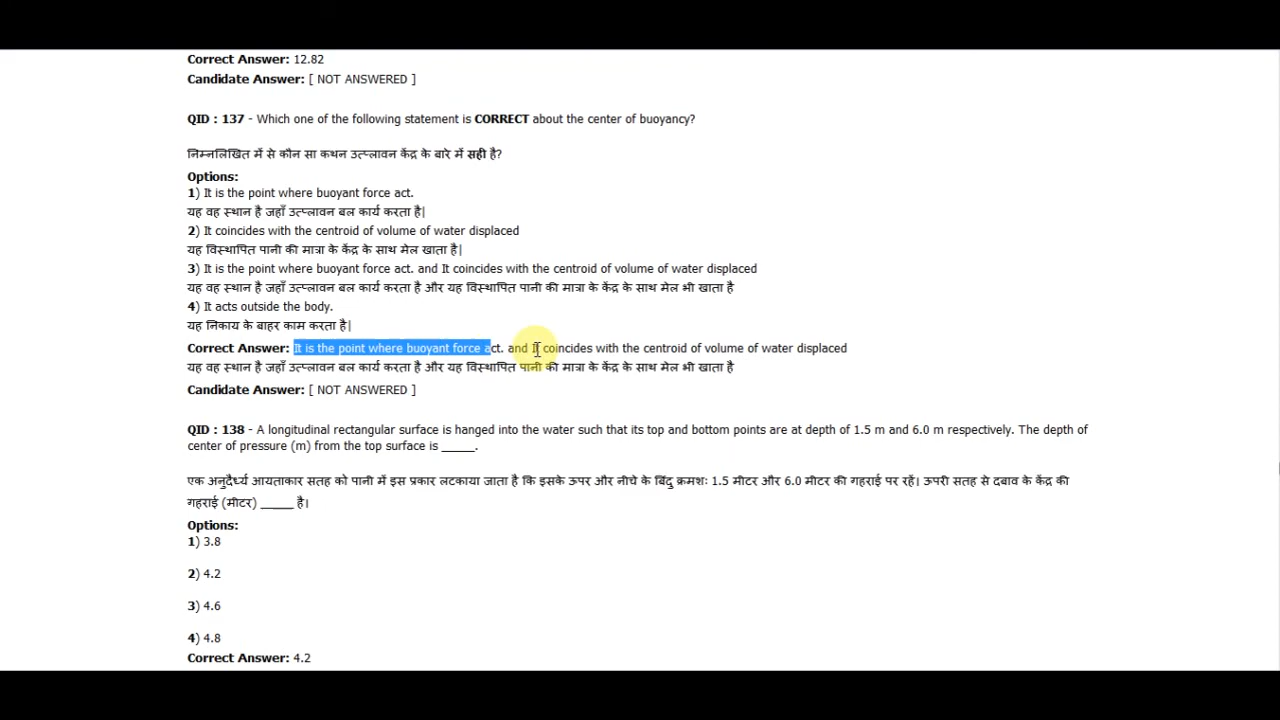 Correct Answer: 12.82
Candidate Answer: [ NOT ANSWERED ]
QID : 137 - Which one of the following statement is CORRECT about the center of buoyancy?
निम्नलिखित में से कौन सा कथन उत्प्लावन केंद्र के बारे में सही है?
Options:
1) It is the point where buoyant force act.
यह वह स्थान है जहाँ उत्प्लावन बल कार्य करता है|
2) It coincides with the centroid of volume of water displaced
यह विस्थापित पानी की मात्रा के केंद्र के साथ मेल खाता है|
3) It is the point where buoyant force act. and It coincides with the centroid of volume of water displaced
यह वह स्थान है जहाँ उत्प्लावन बल कार्य करता है और यह विस्थापित पानी की मात्रा के केंद्र के साथ मेल भी खाता है
4) It acts outside the body.
यह निकाय के बाहर काम करता है|
Correct Answer: It is the point where buoyant force act. and It coincides with the centroid of volume of water displaced
यह वह स्थान है जहाँ उत्प्लावन बल कार्य करता है और यह विस्थापित पानी की मात्रा के केंद्र के साथ मेल भी खाता है
Candidate Answer: [ NOT ANSWERED ]
QID : 138 - A longitudinal rectangular surface is hanged into the water such that its top and bottom points are at depth of 1.5 m and 6.0 m respectively. The depth of
center of pressure (m) from the top surface is _____.
एक अनुदैर्ध्य आयताकार सतह को पानी में इस प्रकार लटकाया जाता है कि इसके ऊपर और नीचे के बिंदु क्रमशः 1.5 मीटर और 6.0 मीटर की गहराई पर रहें। ऊपरी सतह से दबाव के केंद्र की
गहराई (मीटर) _____ है।
Options:
1) 3.8
2) 4.2
3) 4.6
4) 4.8
Correct Answer: 4.2